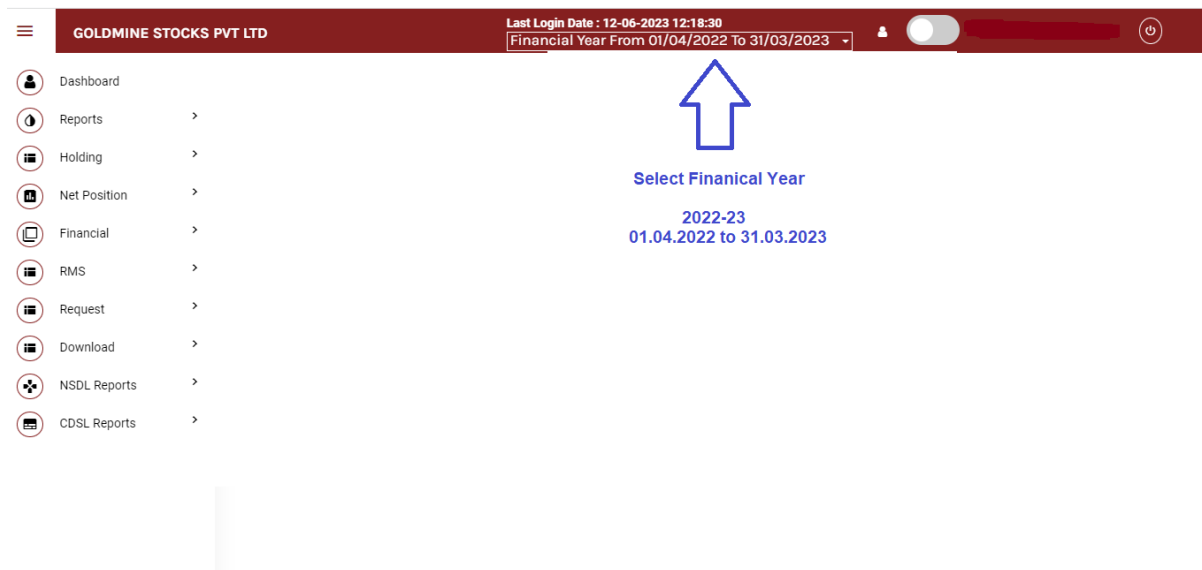 GOLDMINE STOCKS PVT LTD
Last Login Date : 12-06-2023 12:18:30
Financial Year From 01/04/2022 To 31/03/2023
Dashboard
Reports
Holding
Net Position
Financial
RMS
Request
Download
NSDL Reports
CDSL Reports
Select Finanical Year
2022-23
01.04.2022 to 31.03.2023